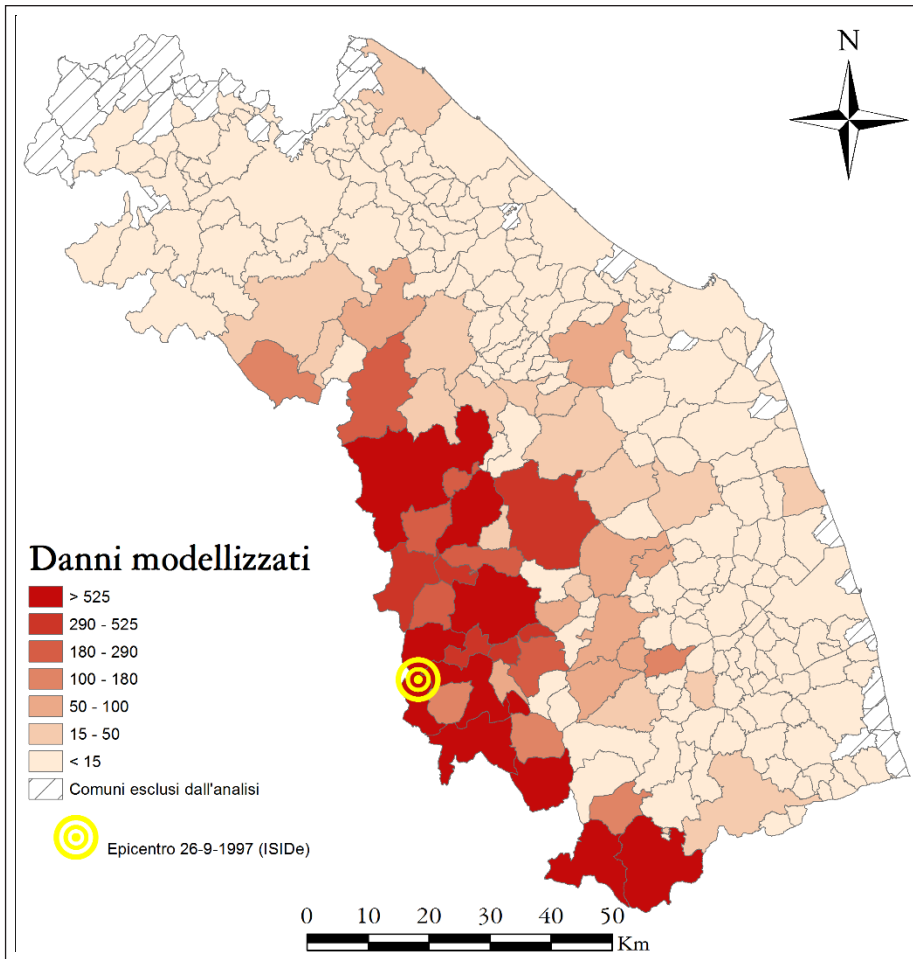 N
Danni modellizzati
> 525
290 - 525
180 - 290
100 - 180
50 - 100
15 - 50
< 15
Comuni esclusi dall'analisi
Epicentro 26-9-1997 (ISIDe)
0 10 20 30 40 50
Km